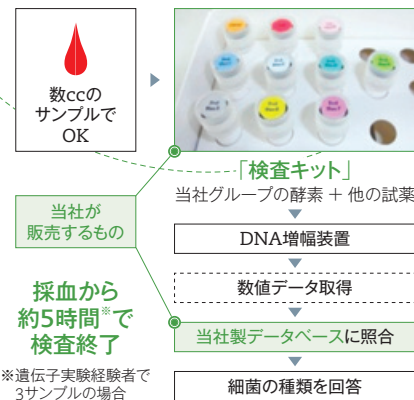 数ccの
サンプルで
OK
「検査キット」
当社グループの酵素 + 他の試薬
当社が
販売するもの
DNA増幅装置
数値データ取得
採血から
約5時間※で
検査終了
当社製データベースに照合
※遺伝子実験経験者で
3サンプルの場合
細菌の種類を回答